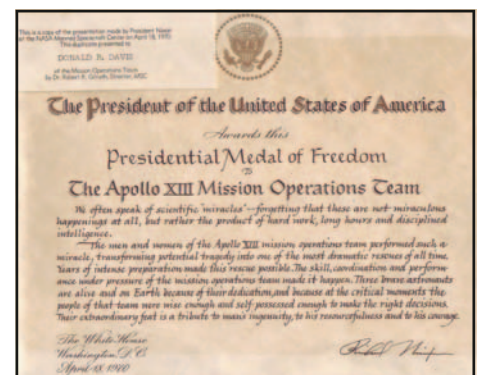 This is a copy of the presentation made by President Nixon
at the NASA Manned Spacecraft Center on April 18, 1970.
This duplicate presented to
DONALD R. DAVIS
of the Mission Operations Team
by Dr. Robert R. Gilruth, Director, MSC
The President of the United States of America
Awards this
Presidential Medal of Freedom
To
The Apollo XIII Mission Operations Team
We often speak of scientific 'miracles'—forgetting that these are not miraculous
happenings at all, but rather the product of hard work, long hours and disciplined
intelligence.
The men and women of the Apollo XIII mission operations team performed such a
miracle, transforming potential tragedy into one of the most dramatic rescues of all time.
Years of intense preparation made this rescue possible. The skill, coordination and perform-
ance under pressure of the mission operations team made it happen. Three brave astronauts
are alive and on Earth because of their dedication, and because at the critical moments the
people of that team were wise enough and self-possessed enough to make the right decisions.
Their extraordinary feat is a tribute to man's ingenuity, to his resourcefulness and to his courage.
The White House
Washington, D.C.
April 18, 1970